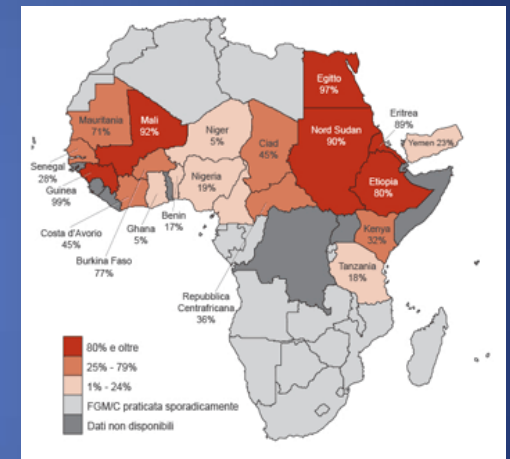 Egitto
97%
Mauritania
71%
Mali
92%
Niger
5%
Ciad
45%
Nord Sudan
90%
Eritrea
89%
Yemen 23%
Senegal
28%
Guinea
99%
Nigeria
19%
Etiopia
80%
Costa d'Avorio
45%
Ghana
5%
Benin
17%
Burkina Faso
77%
Kenya
32%
Tanzania
18%
Repubblica
Centrafricana
36%
80% e oltre
25% - 79%
1% - 24%
FGM/C praticata sporadicamente
Dati non disponibili